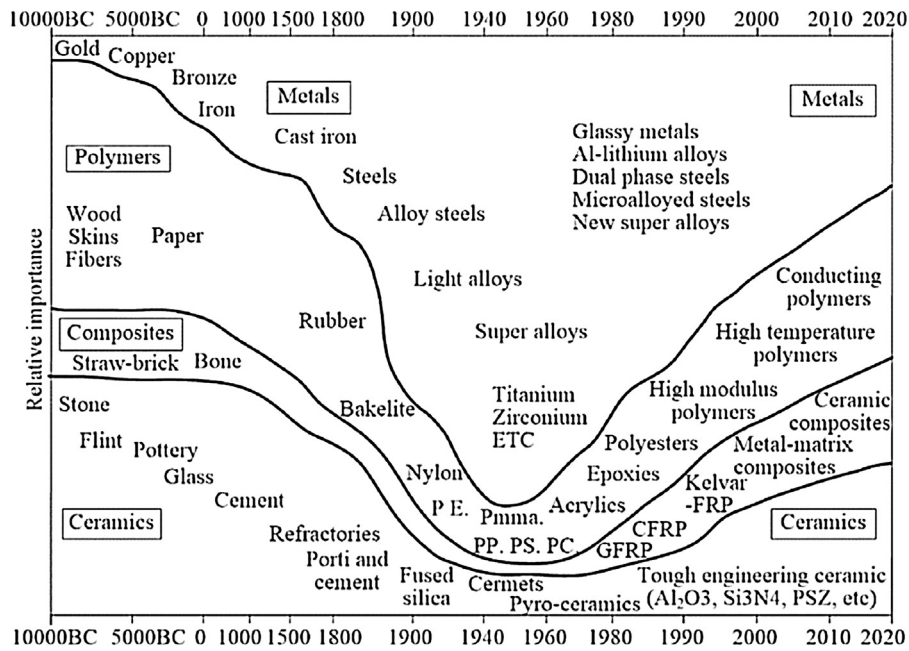 10000BC 5000BC 0 1000 1500 1800 1900 1940 1960 1980 1990 2000 2010 2020
Gold
Copper
Bronze
Iron
Metals
Metals
Cast iron
Glassy metals
Al-lithium alloys
Dual phase steels
Microalloyed steels
New super alloys
Polymers
Steels
Wood
Skins
Fibers
Paper
Alloy steels
Light alloys
Conducting
polymers
Rubber
Super alloys
High temperature
polymers
Relative importance
Composites
Straw-brick
Bone
Titanium
Zirconium
ETC
High modulus
polymers
Ceramic
composites
Stone
Bakelite
Flint
Pottery
Polyesters
Metal-matrix
composites
Glass
Nylon
Epoxies
Kelvar
-FRP
Cement
P E.
Pmma.
Acrylics
Ceramics
Refractories
CFRP
Ceramics
Porti and
cement
PP. PS. PC.
GFRP
Fused
silica
Cermets
Tough engineering ceramic
(Al2O3, Si3N4, PSZ, etc)
Pyro-ceramics
10000BC 5000BC 0 1000 1500 1800 1900 1940 1960 1980 1990 2000 2010 2020